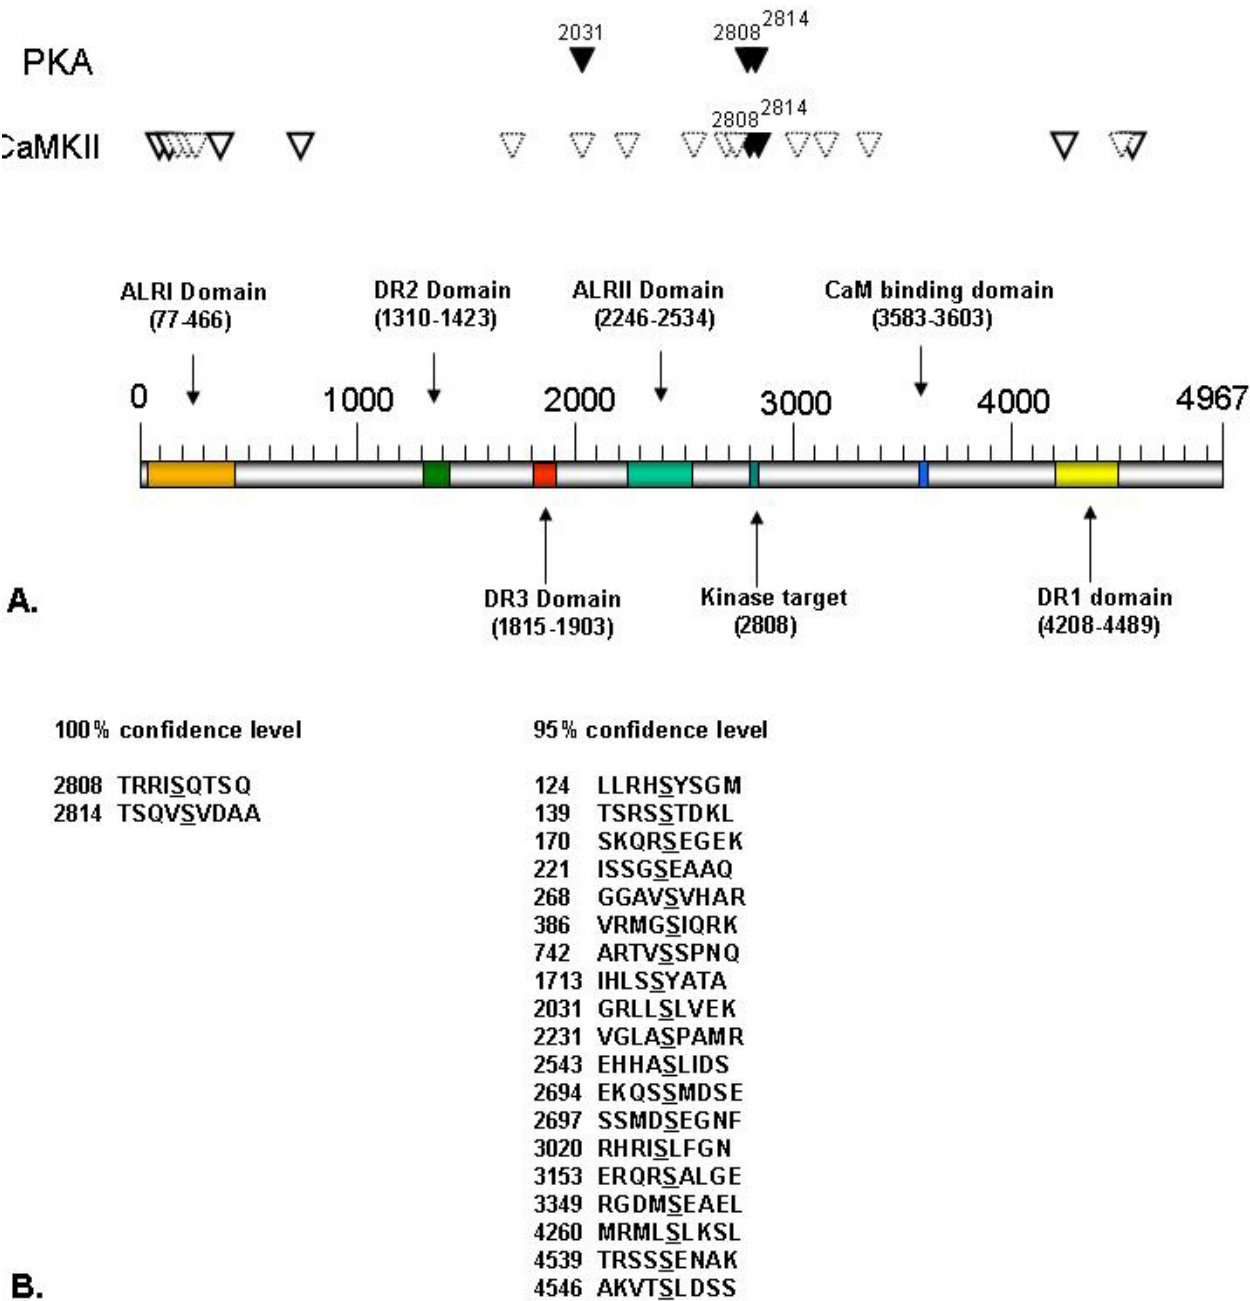 2031 2808 2814
PKA
2808 2814
CaMKII
ALRI Domain DR2 Domain ALRII Domain CaM binding domain
(77-466) (1310-1423) (2246-2534) (3583-3603)
0 1000 2000 3000 4000 4967
A.
DR3 Domain Kinase target DR1 domain
(1815-1903) (2808) (4208-4489)
100% confidence level 95% confidence level
2808 TRRISQTSQ 124 LLRHSYSGM
2814 TSQVSVDAA 139 TSRSSTDKL
170 SKQRSEGEK
221 ISSGSEAAQ
268 GGAVSVHAR
386 VRMGSIQRK
742 ARTVSSPNQ
1713 IHLSSYATA
2031 GRLLSLVEK
2231 VGLASPAMR
2543 EHHASLIDS
2694 EKQSSMDSE
2697 SSMDSEGNF
3020 RHRISLFGN
3153 ERQRSALGE
3349 RGDMSEAEL
4260 MRMLSLKSL
4539 TRSSSENAK
B. 4546 AKVTSLDSS